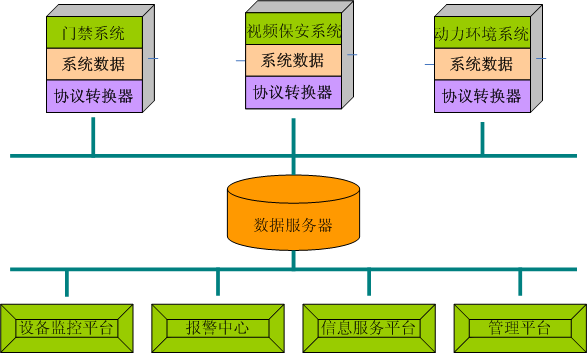 门禁系统
系统数据
协议转换器
视频保安系统
系统数据
协议转换器
动力环境系统
系统数据
协议转换器
数据服务器
设备监控平台
报警中心
信息服务平台
管理平台